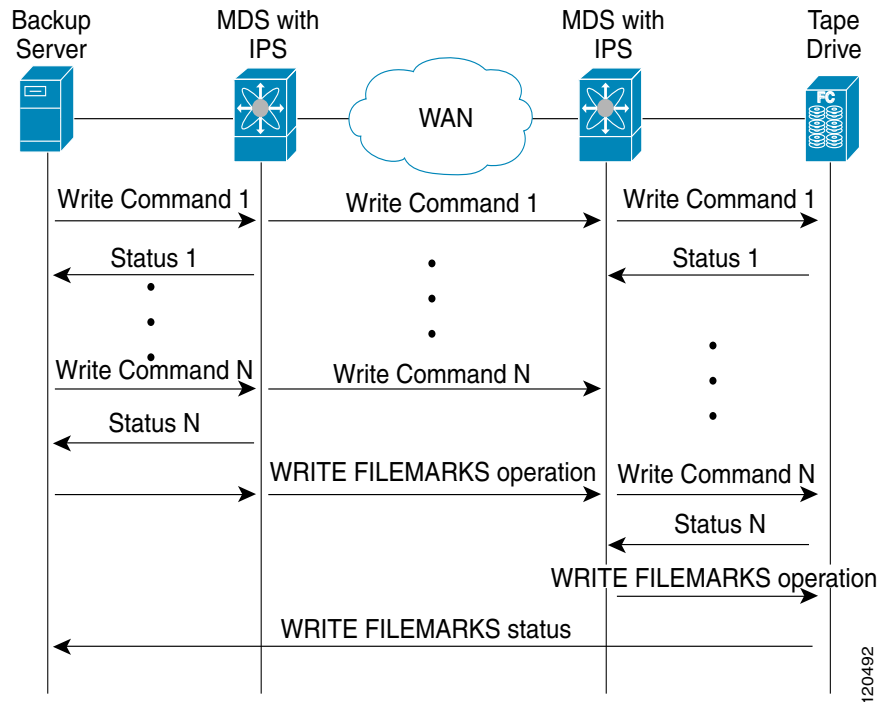 Backup Server
MDS with IPS
MDS with IPS
Tape Drive
FC
WAN
Write Command 1
Write Command 1
Write Command 1
Status 1
Status 1
Write Command N
Write Command N
Status N
WRITE FILEMARKS operation
Write Command N
Status N
WRITE FILEMARKS operation
WRITE FILEMARKS status
120492